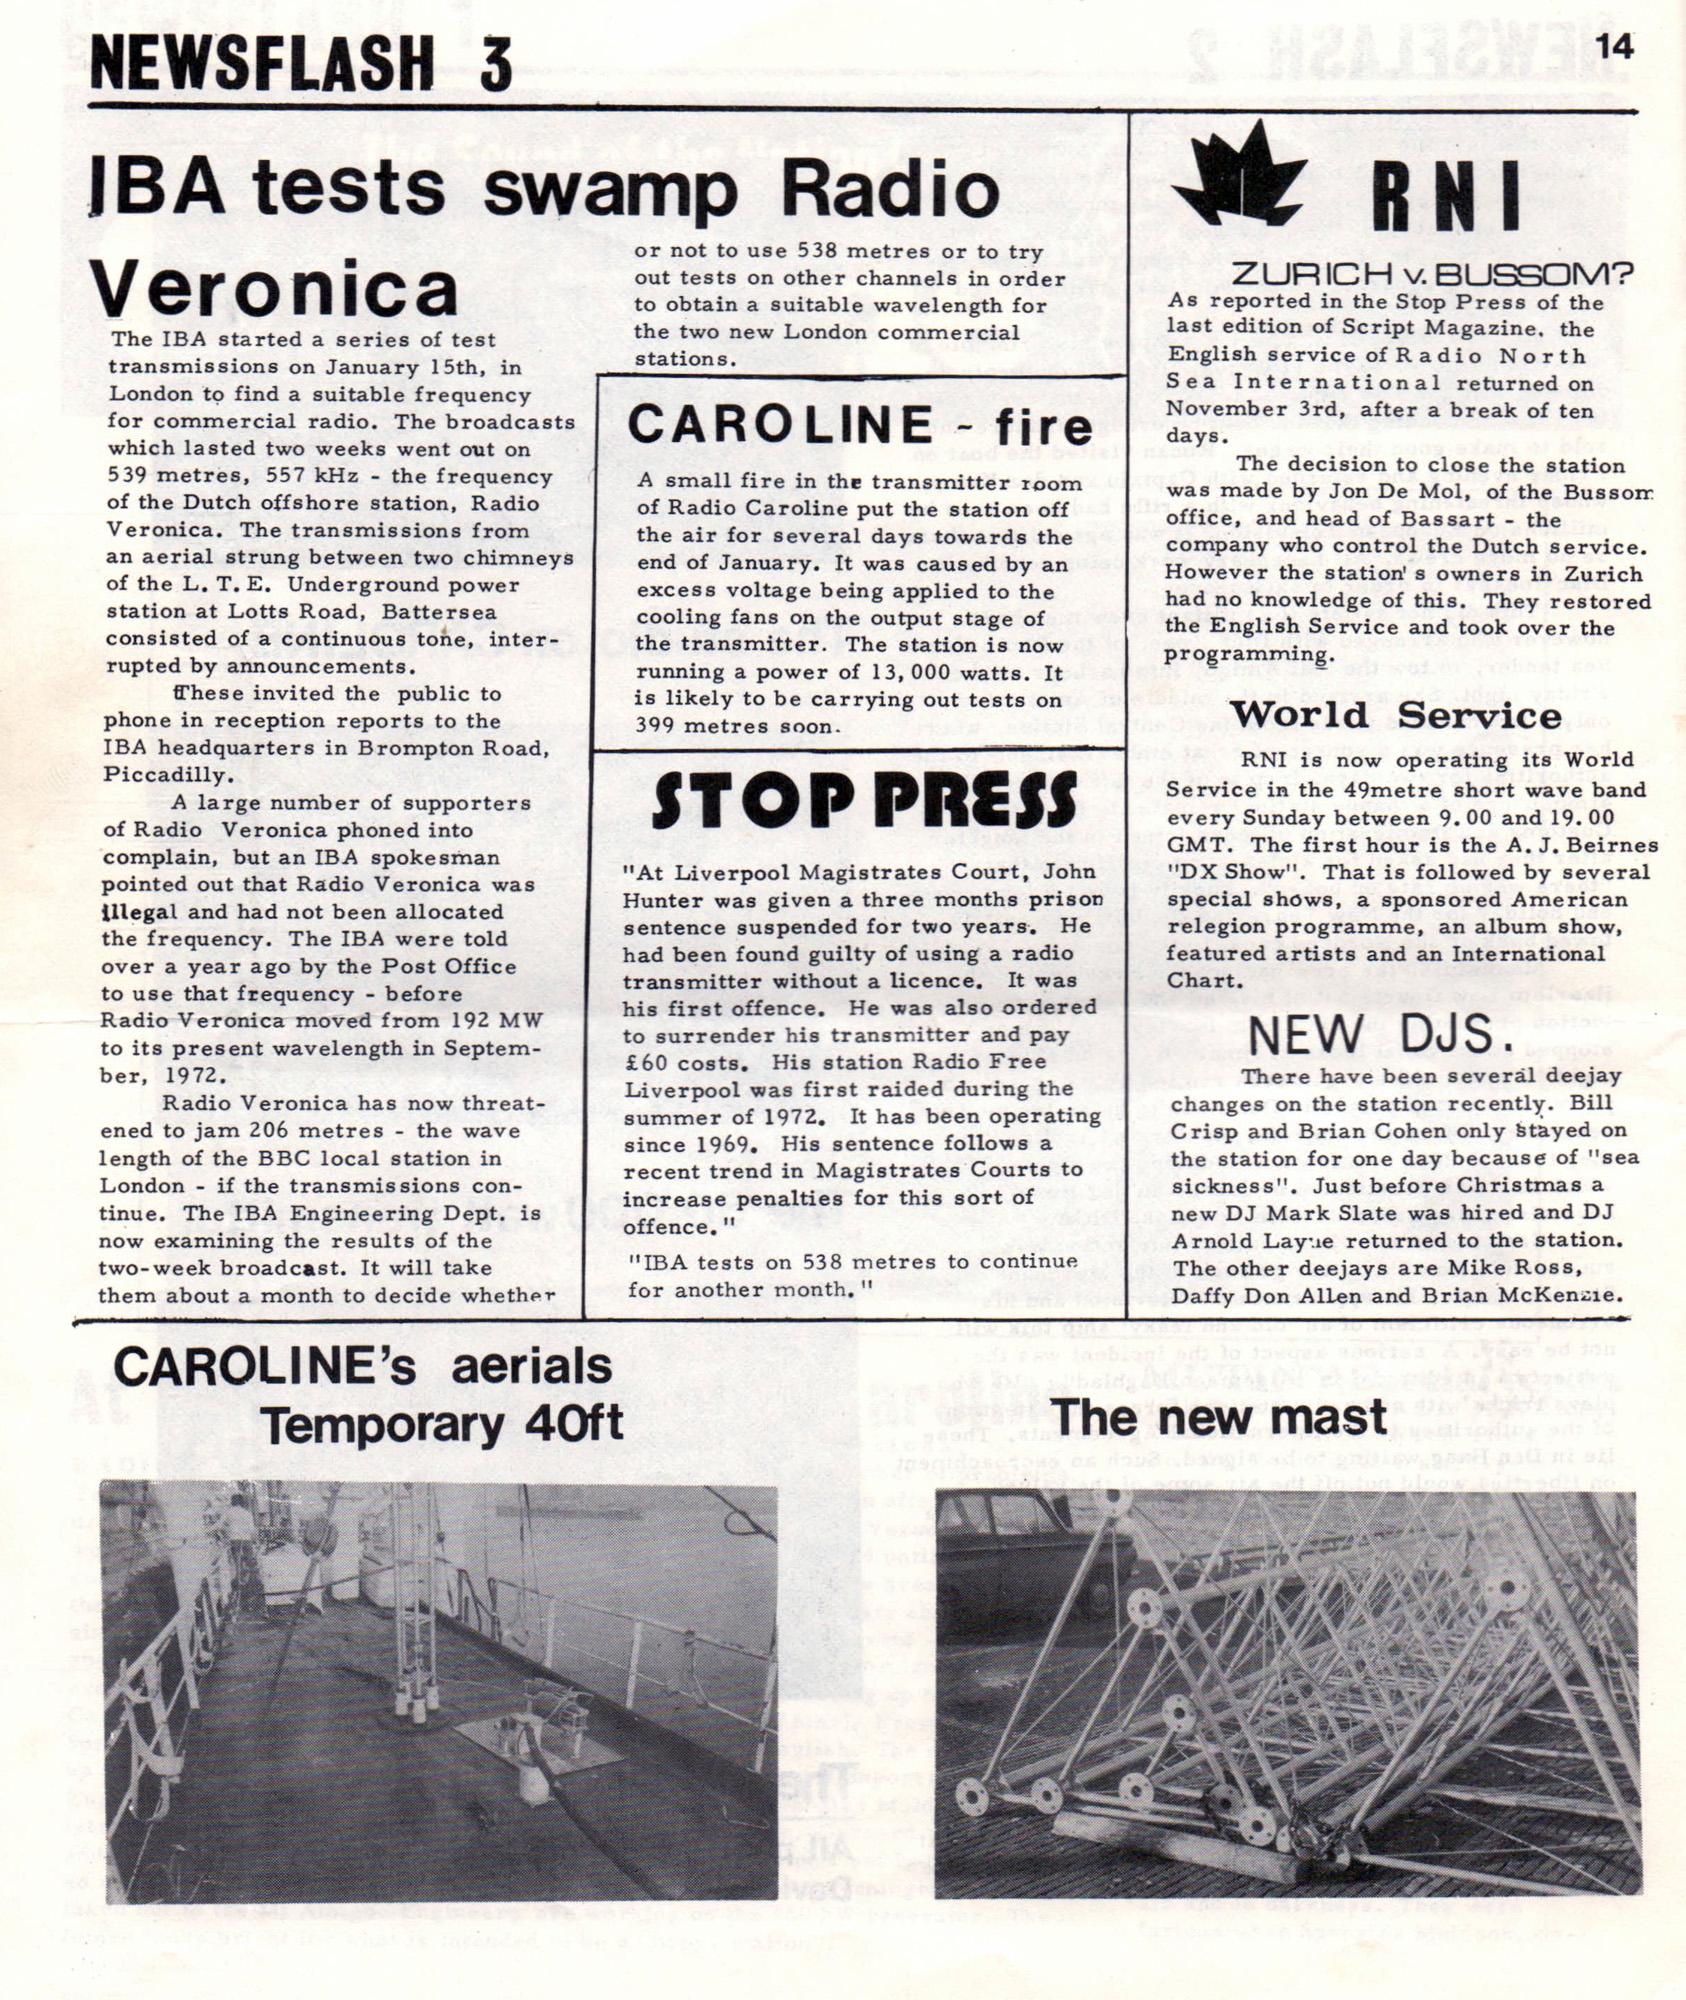 NEWSFLASH 3
14
IBA tests swamp Radio
Veronica
The IBA started a series of test
transmissions on January 15th, in
London to find a suitable frequency
for commercial radio. The broadcasts
which lasted two weeks went out on
539 metres, 557 kHz - the frequency
of the Dutch offshore station, Radio
Veronica. The transmissions from
an aerial strung between two chimneys
of the L. T. E. Underground power
station at Lotts Road, Battersea
consisted of a continuous tone, inter-
rupted by announcements.
These invited the public to
phone in reception reports to the
IBA headquarters in Brompton Road,
Piccadilly.
A large number of supporters
of Radio Veronica phoned into
complain, but an IBA spokesman
pointed out that Radio Veronica was
illegal and had not been allocated
the frequency. The IBA were told
over a year ago by the Post Office
to use that frequency - before
Radio Veronica moved from 192 MW
to its present wavelength in Septem-
ber, 1972.
Radio Veronica has now threat-
ened to jam 206 metres - the wave
length of the BBC local station in
London - if the transmissions con-
tinue. The IBA Engineering Dept. is
now examining the results of the
two-week broadcast. It will take
them about a month to decide whether
or not to use 538 metres or to try
out tests on other channels in order
to obtain a suitable wavelength for
the two new London commercial
stations.
CAROLINE - fire
A small fire in the transmitter room
of Radio Caroline put the station off
the air for several days towards the
end of January. It was caused by an
excess voltage being applied to the
cooling fans on the output stage of
the transmitter. The station is now
running a power of 13,000 watts. It
is likely to be carrying out tests on
399 metres soon.
STOP PRESS
"At Liverpool Magistrates Court, John
Hunter was given a three months prison
sentence suspended for two years. He
had been found guilty of using a radio
transmitter without a licence. It was
his first offence. He was also ordered
to surrender his transmitter and pay
£60 costs. His station Radio Free
Liverpool was first raided during the
summer of 1972. It has been operating
since 1969. His sentence follows a
recent trend in Magistrates Courts to
increase penalties for this sort of
offence."
"IBA tests on 538 metres to continue
for another month."
RNI
ZURICH v. BUSSOM?
As reported in the Stop Press of the
last edition of Script Magazine. the
English service of Radio North
Sea International returned on
November 3rd, after a break of ten
days.
The decision to close the station
was made by Jon De Mol, of the Bussom
office, and head of Bassart - the
company who control the Dutch service.
However the station's owners in Zurich
had no knowledge of this. They restored
the English Service and took over the
programming.
World Service
RNI is now operating its World
Service in the 49metre short wave band
every Sunday between 9.00 and 19.00
GMT. The first hour is the A. J. Beirnes
"DX Show". That is followed by several
special shows, a sponsored American
relegion programme, an album show,
featured artists and an International
Chart.
NEW DJS.
There have been several deejay
changes on the station recently. Bill
Crisp and Brian Cohen only stayed on
the station for one day because of "sea
sickness". Just before Christmas a
new DJ Mark Slate was hired and DJ
Arnold Layne returned to the station.
The other deejays are Mike Ross,
Daffy Don Allen and Brian McKenzie.
CAROLINE's aerials
Temporary 40ft
The new mast